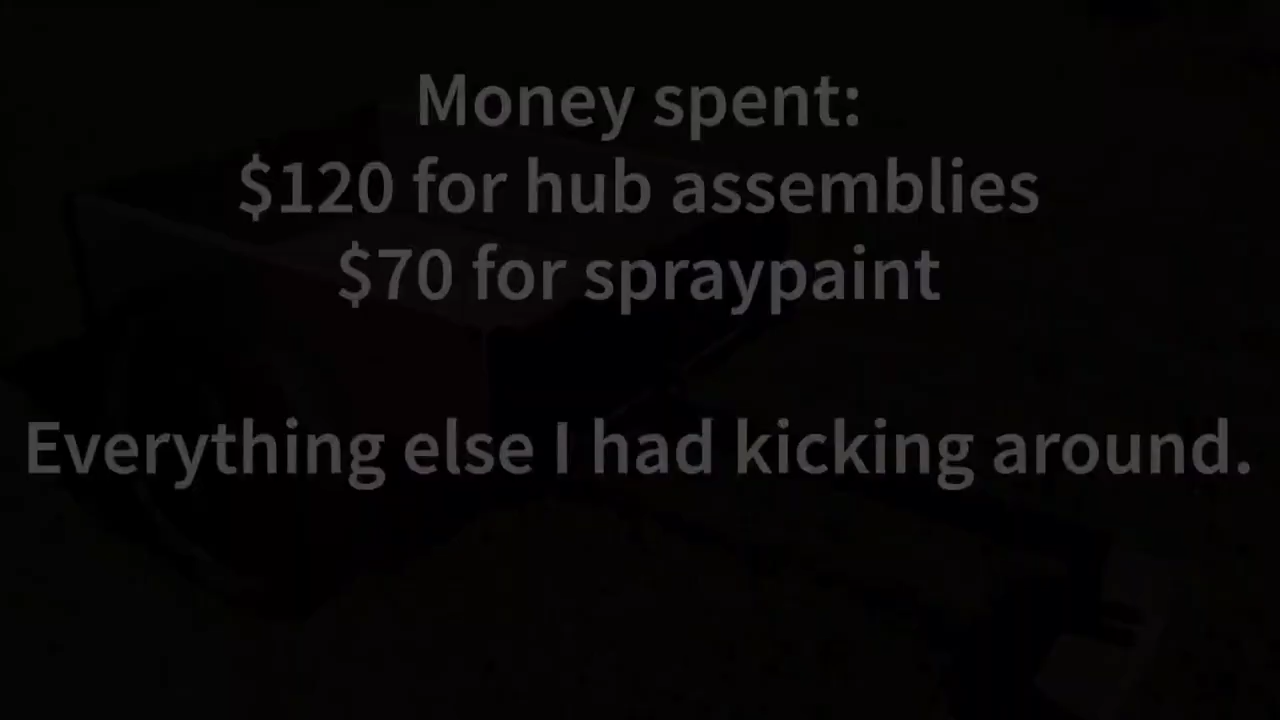 Money spent:
$120 for hub assemblies
$70 for spraypaint
Everything else I had kicking around.